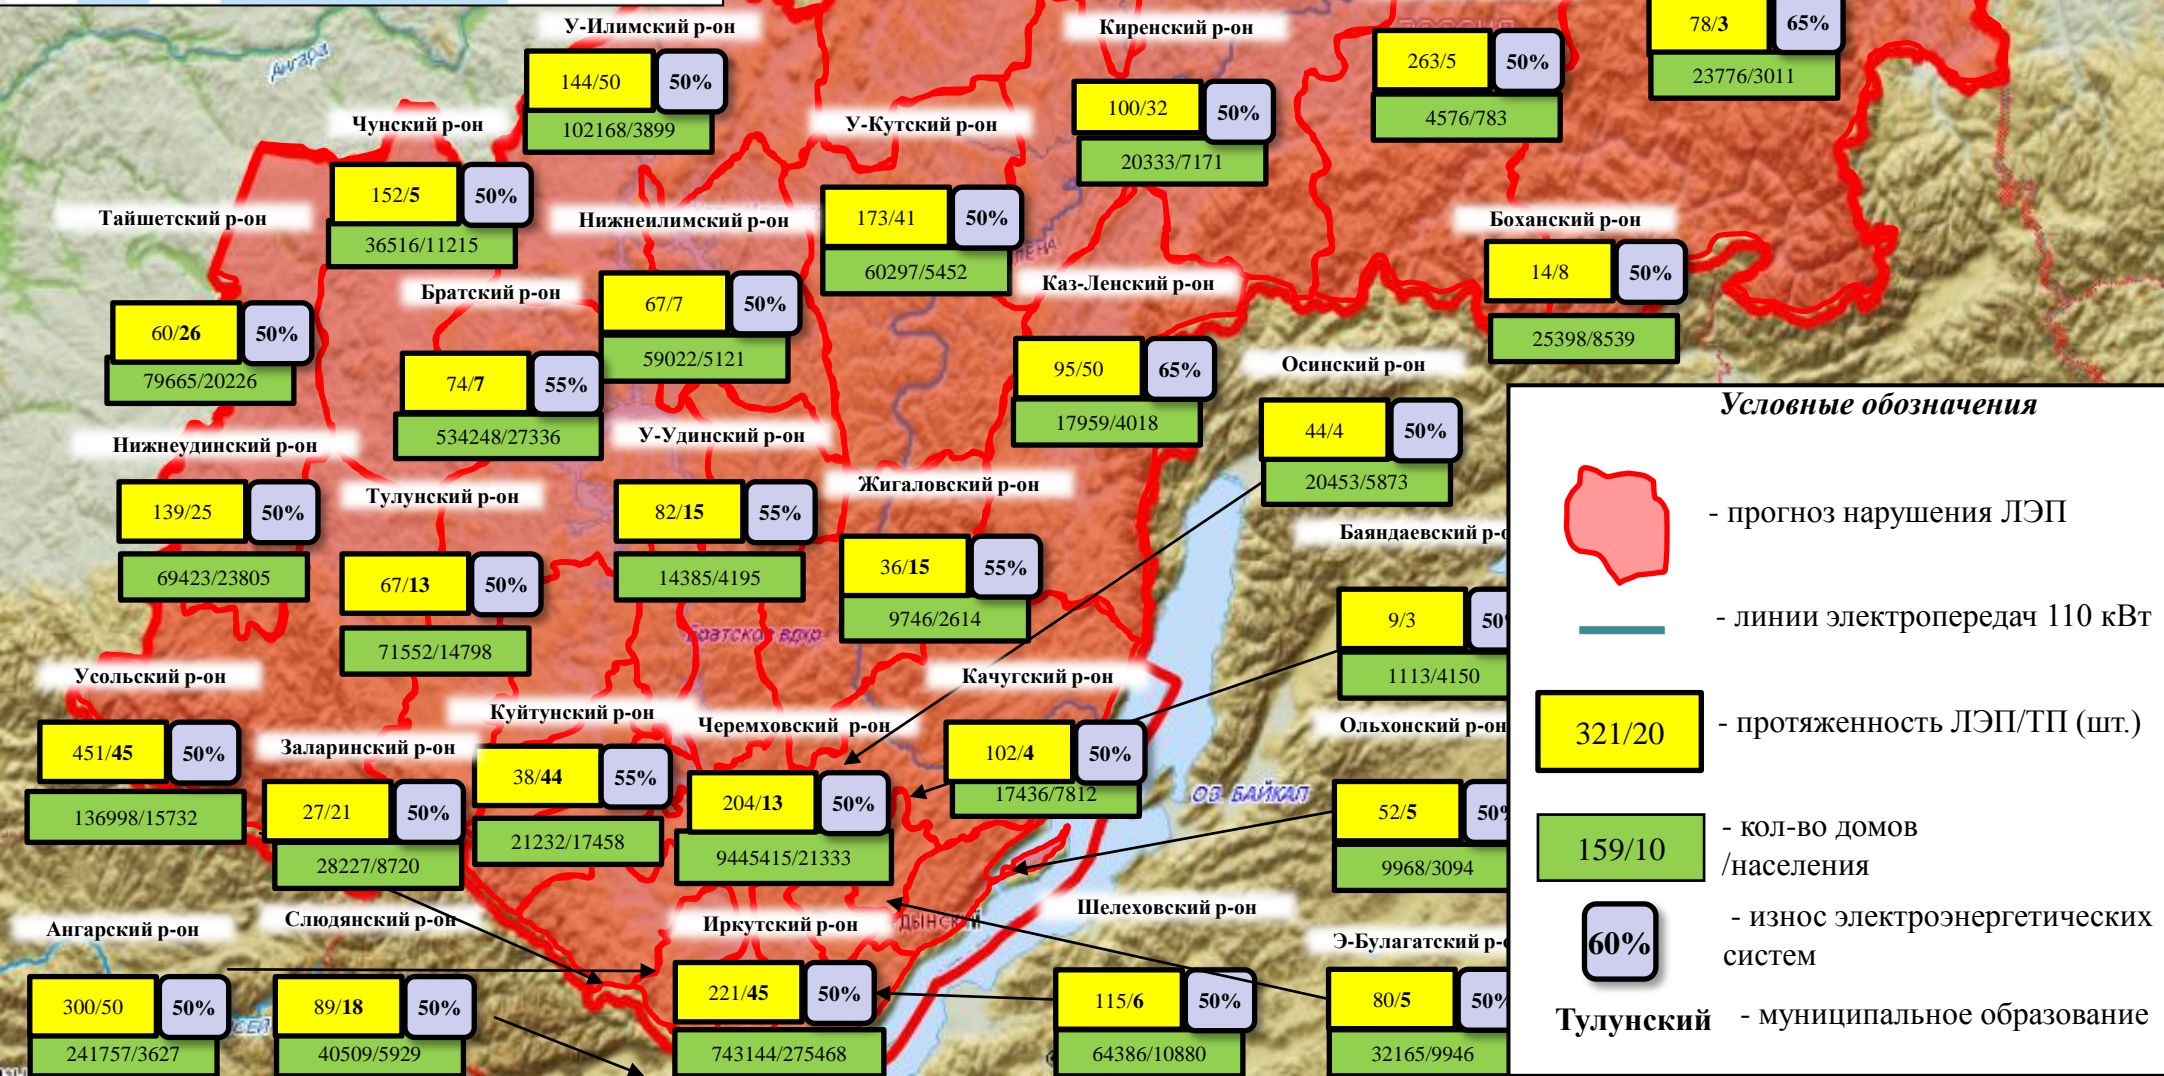 У-Илимский р-он
144/50
50%
102168/3899
Киренский р-он
100/32
50%
20333/7171
263/5
50%
4576/783
78/3
65%
23776/3011
Ангара
Чунский р-он
152/5
50%
36516/11215
У-Кутский р-он
173/41
50%
60297/5452
Тайшетский р-он
60/26
50%
79665/20226
Нижнеилимский р-он
67/7
50%
59022/5121
Боханский р-он
14/8
50%
25398/8539
Братский р-он
74/7
55%
534248/27336
Каз-Ленский р-он
95/50
65%
17959/4018
Осинский р-он
44/4
50%
20453/5873
Нижнеудинский р-он
139/25
50%
69423/23805
Тулунский р-он
67/13
50%
71552/14798
У-Удинский р-он
82/15
55%
14385/4195
Жигаловский р-он
36/15
55%
9746/2614
Баяндаевский р-о
9/3
50
1113/4150
Братское вдхр
Усольский р-он
451/45
50%
136998/15732
Заларинский р-он
27/21
50%
28227/8720
Куйтунский р-он
38/44
55%
21232/17458
Черемховский р-он
204/13
50%
9445415/21333
Качугский р-он
102/4
50%
17436/7812
Ольхонский р-он
52/5
50%
9968/3094
ОЗ. БАЙКАЛ
Ангарский р-он
300/50
50%
241757/3627
Слюдянский р-он
89/18
50%
40509/5929
Иркутский р-он
221/45
50%
743144/275468
Шелеховский р-он
115/6
50%
64386/10880
Э-Булагатский р-о
80/5
50%
32165/9946
Условные обозначения
- прогноз нарушения ЛЭП
- линии электропередач 110 кВт
321/20
- протяженность ЛЭП/ТП (шт.)
159/10
- кол-во домов
/населения
60%
- износ электроэнергетических
систем
Тулунский
- муниципальное образование